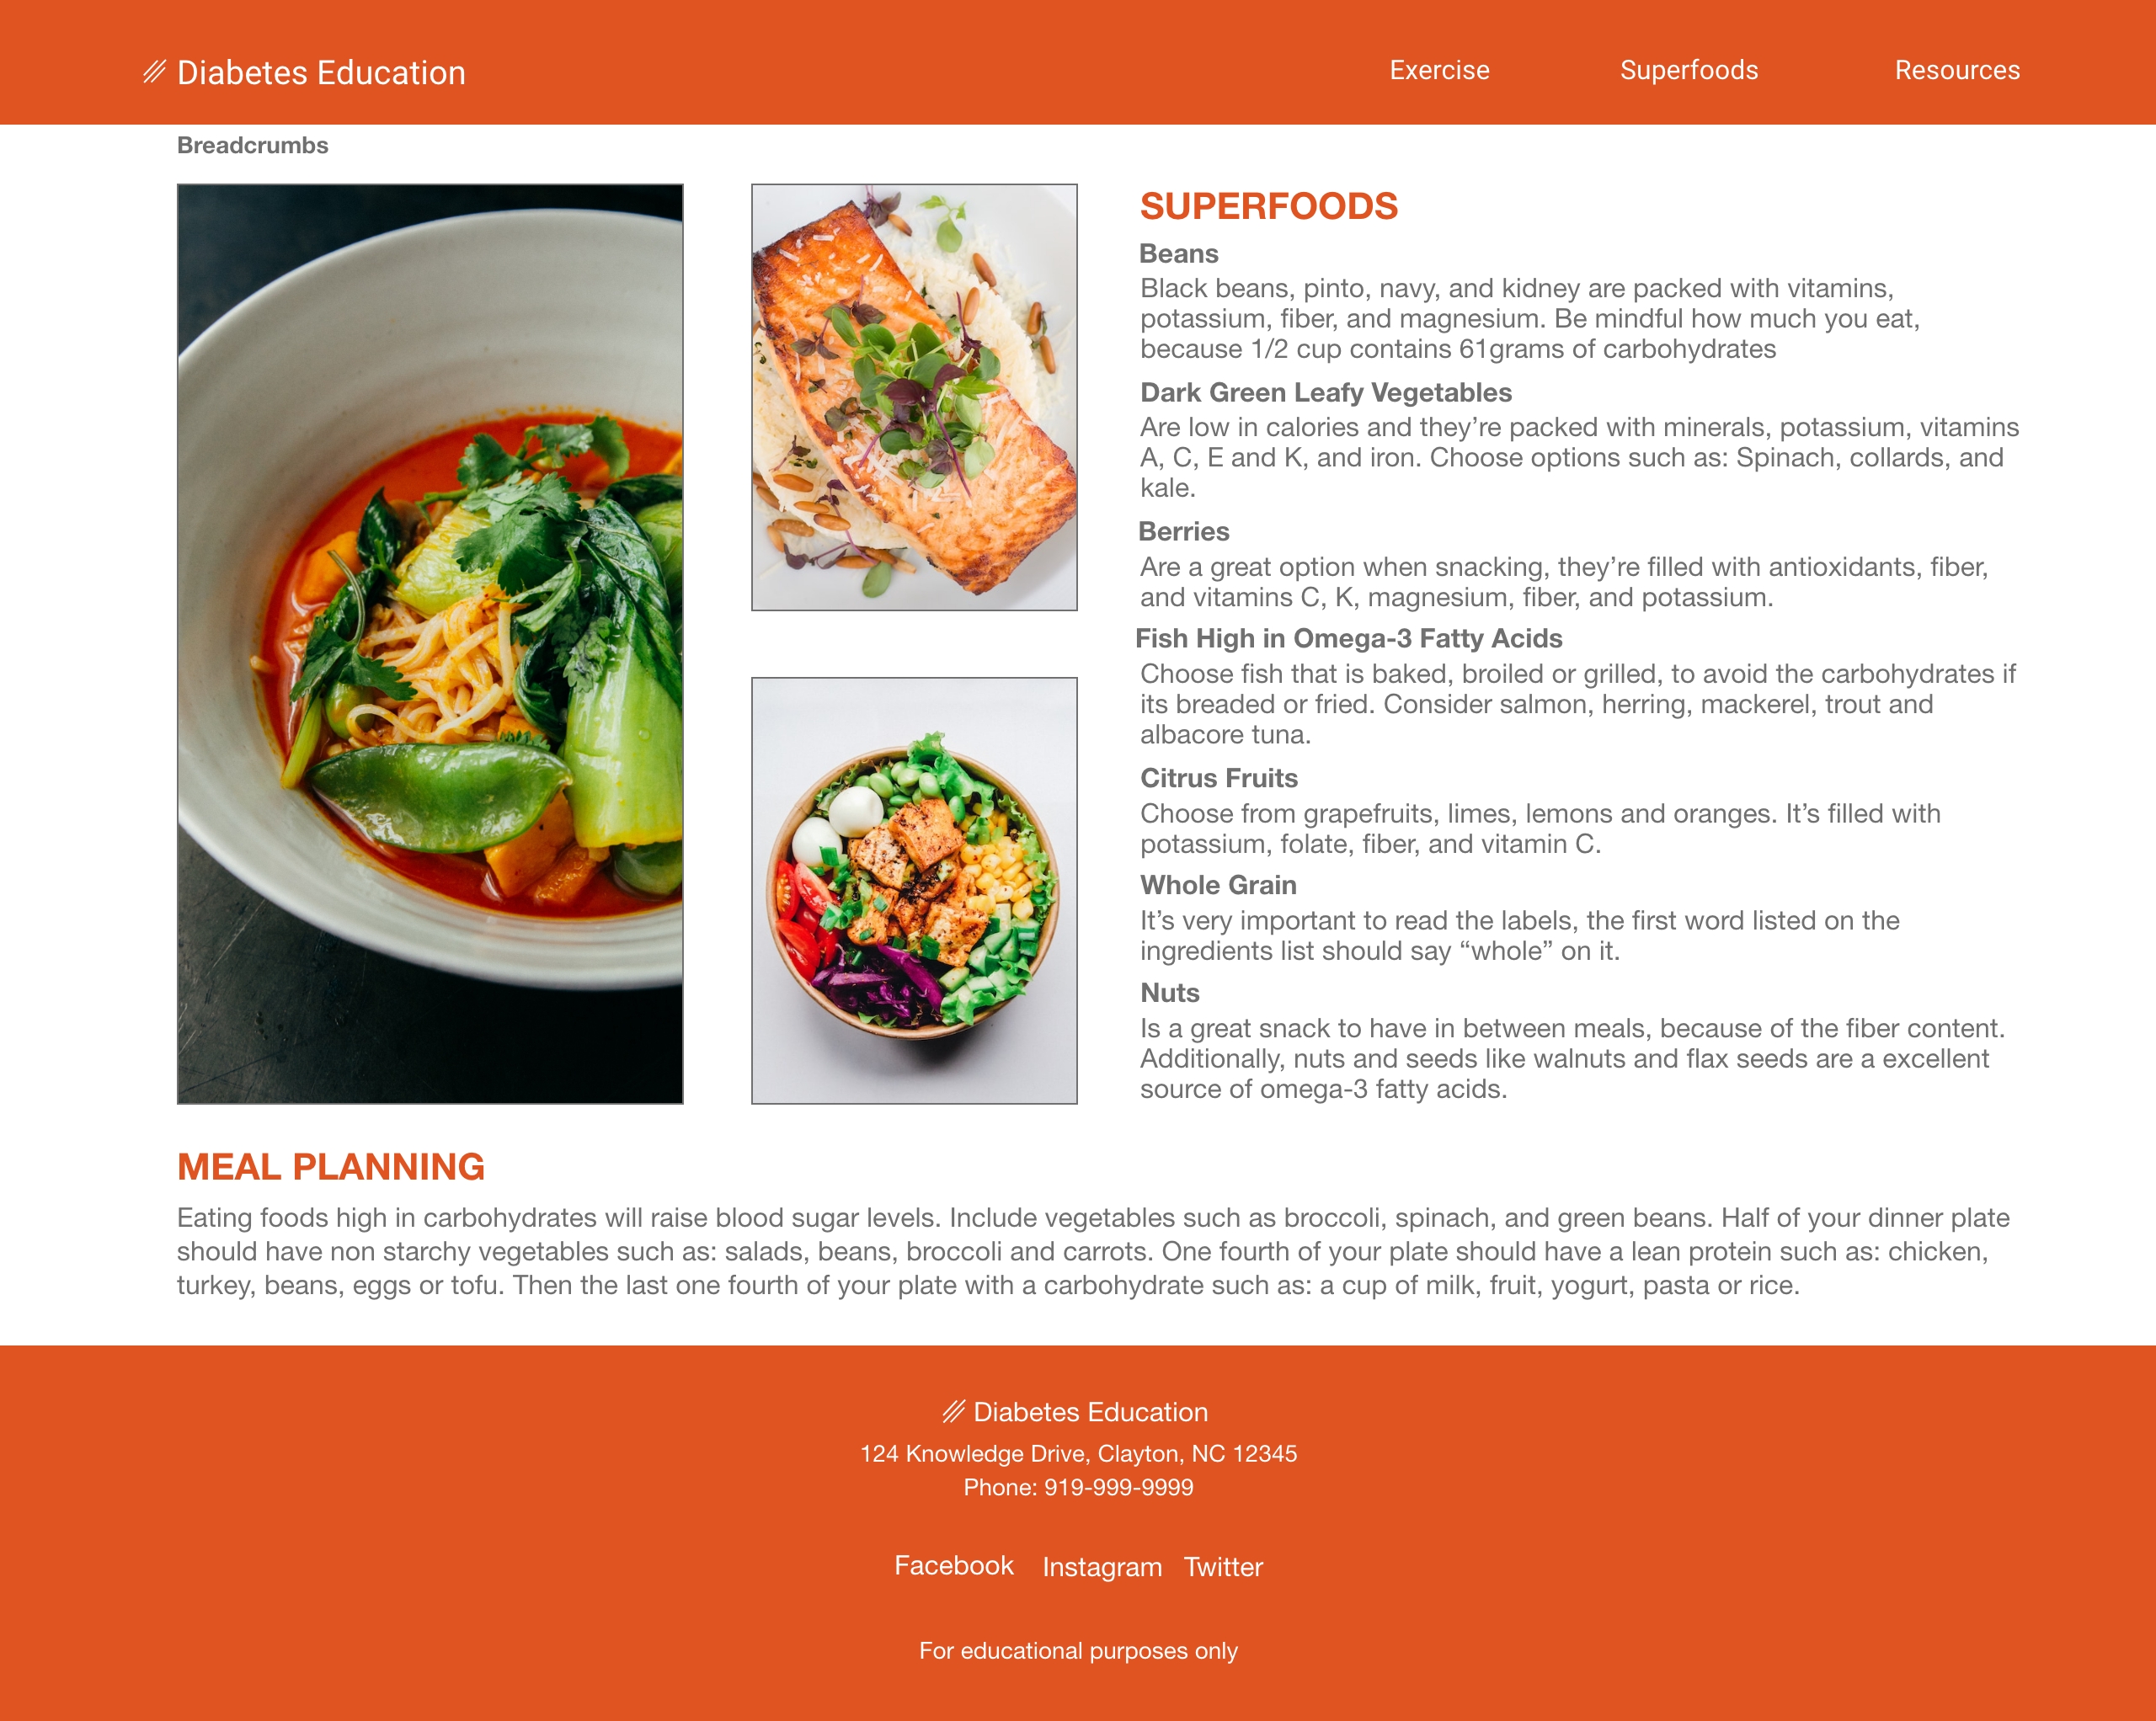 Diabetes Education
Exercise
Superfoods
Resources
Breadcrumbs
SUPERFOODS
Beans
Black beans, pinto, navy, and kidney are packed with vitamins,
potassium, fiber, and magnesium. Be mindful how much you eat,
because 1/2 cup contains 61grams of carbohydrates
Dark Green Leafy Vegetables
Are low in calories and they’re packed with minerals, potassium, vitamins
A, C, E and K, and iron. Choose options such as: Spinach, collards, and
kale.
Berries
Are a great option when snacking, they’re filled with antioxidants, fiber,
and vitamins C, K, magnesium, fiber, and potassium.
Fish High in Omega-3 Fatty Acids
Choose fish that is baked, broiled or grilled, to avoid the carbohydrates if
its breaded or fried. Consider salmon, herring, mackerel, trout and
albacore tuna.
Citrus Fruits
Choose from grapefruits, limes, lemons and oranges. It’s filled with
potassium, folate, fiber, and vitamin C.
Whole Grain
It’s very important to read the labels, the first word listed on the
ingredients list should say “whole” on it.
Nuts
Is a great snack to have in between meals, because of the fiber content.
Additionally, nuts and seeds like walnuts and flax seeds are a excellent
source of omega-3 fatty acids.
MEAL PLANNING
Eating foods high in carbohydrates will raise blood sugar levels. Include vegetables such as broccoli, spinach, and green beans. Half of your dinner plate
should have non starchy vegetables such as: salads, beans, broccoli and carrots. One fourth of your plate should have a lean protein such as: chicken,
turkey, beans, eggs or tofu. Then the last one fourth of your plate with a carbohydrate such as: a cup of milk, fruit, yogurt, pasta or rice.
Diabetes Education
124 Knowledge Drive, Clayton, NC 12345
Phone: 919-999-9999
Facebook Instagram Twitter
For educational purposes only